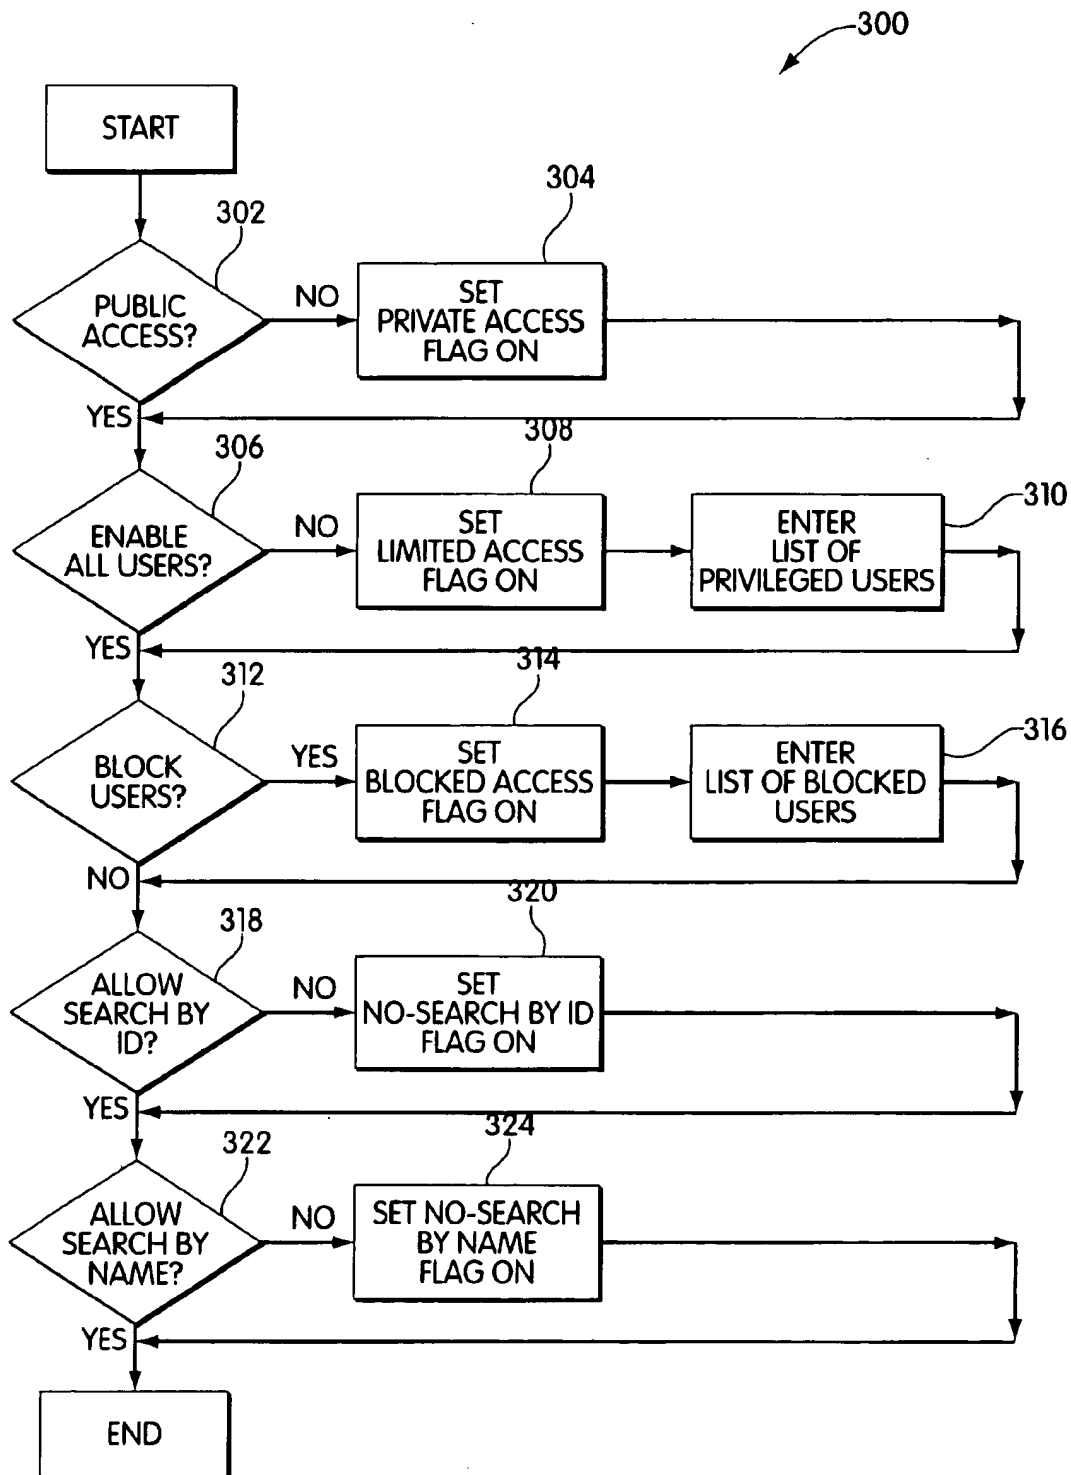 300
START
302
304
PUBLIC
ACCESS?
NO
SET
PRIVATE ACCESS
FLAG ON
YES
306
308
310
ENABLE
ALL USERS?
NO
SET
LIMITED ACCESS
FLAG ON
ENTER
LIST OF
PRIVILEGED USERS
YES
312
314
316
BLOCK
USERS?
YES
SET
BLOCKED ACCESS
FLAG ON
ENTER
LIST OF BLOCKED
USERS
NO
318
320
ALLOW
SEARCH BY
ID?
NO
SET
NO-SEARCH BY ID
FLAG ON
YES
322
324
ALLOW
SEARCH BY
NAME?
NO
SET NO-SEARCH
BY NAME
FLAG ON
YES
END